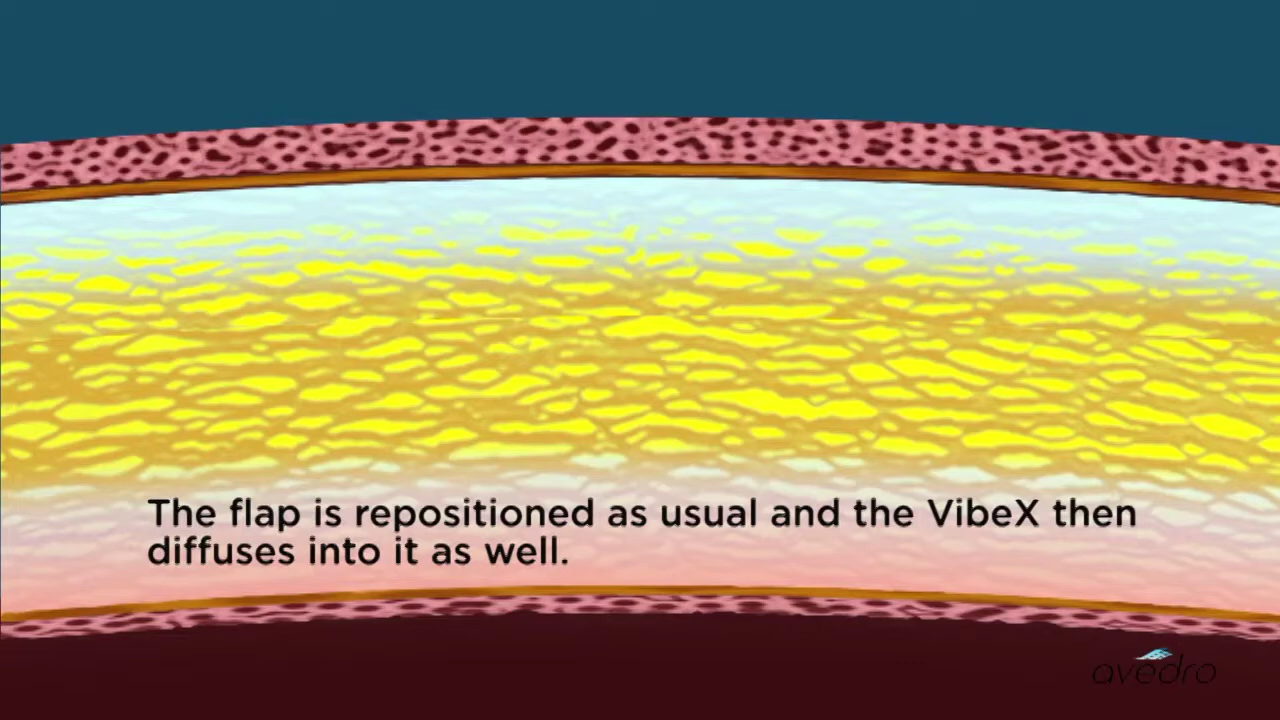 The flap is repositioned as usual and the VibeX then
diffuses into it as well.
avedro